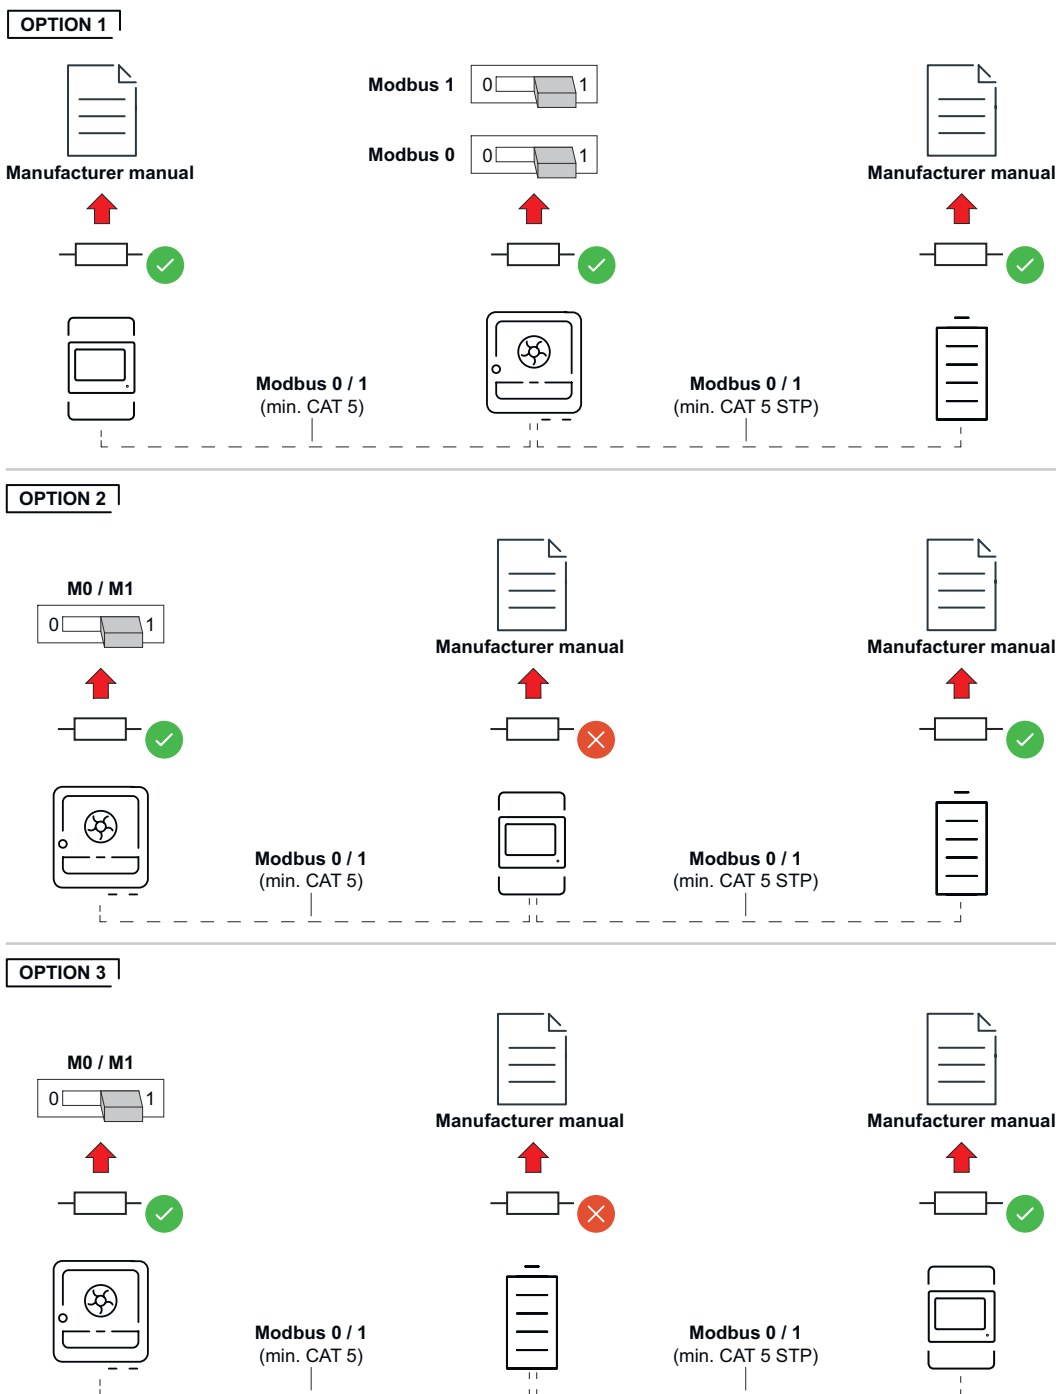 OPTION 1
Modbus 1 0 1
Modbus 0 0 1
Manufacturer manual
Manufacturer manual
Modbus 0 / 1
(min. CAT 5)
Modbus 0 / 1
(min. CAT 5 STP)
OPTION 2
M0 / M1
0 1
Manufacturer manual
Manufacturer manual
Modbus 0 / 1
(min. CAT 5)
Modbus 0 / 1
(min. CAT 5 STP)
OPTION 3
M0 / M1
0 1
Manufacturer manual
Manufacturer manual
Modbus 0 / 1
(min. CAT 5)
Modbus 0 / 1
(min. CAT 5 STP)